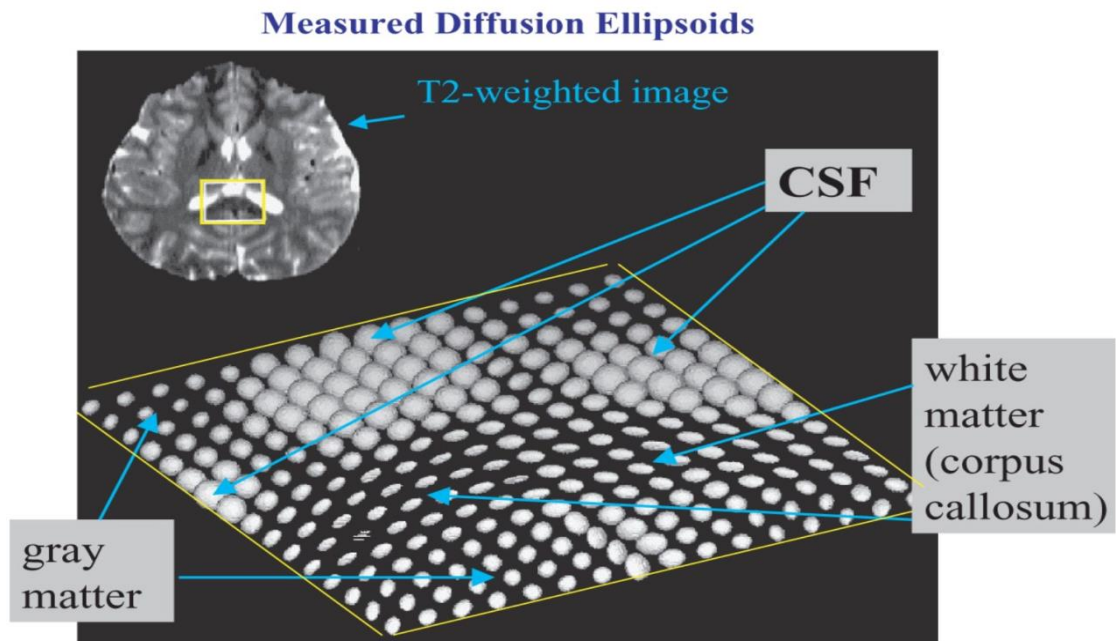 Measured Diffusion Ellipsoids
T2-weighted image
CSF
white
matter
(corpus
callosum)
gray
matter